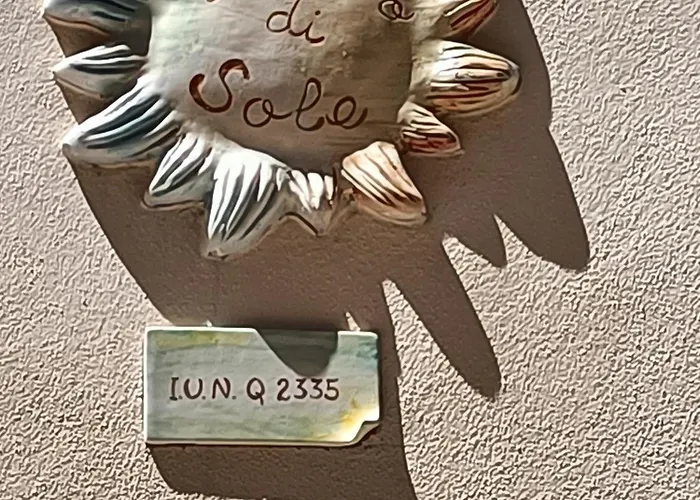 di
Sole
I.U.N. Q 2335